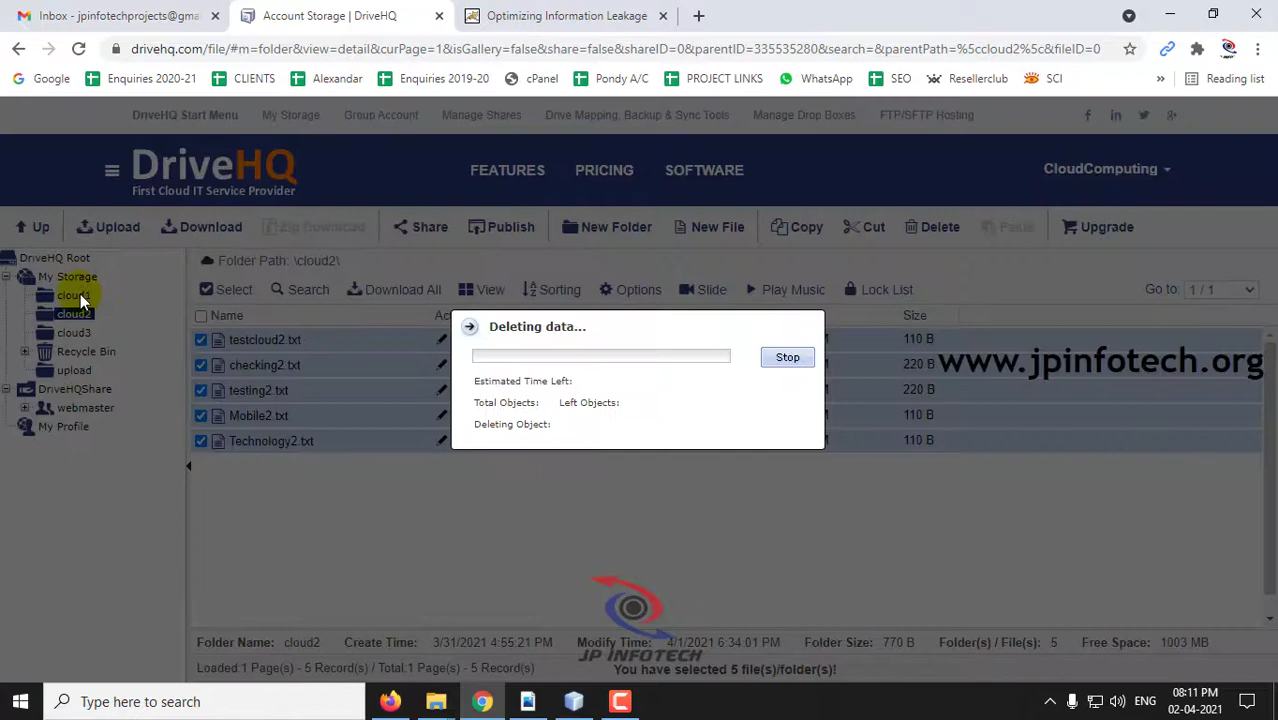 Inbox - jpinfotechprojects@gma
Account Storage | DriveHQ
Optimizing Information Leakage
drivehq.com/file/#m=folder&view=detail&curPage=1&isGallery=false&share=false&shareID=0&parentID=335535280&search=&parentPath=%5ccloud2%5c&fileID=0
Google
Enquiries 2020-21
CLIENTS
Alexandar
Enquiries 2019-20
cPanel
Pondy A/C
PROJECT LINKS
WhatsApp
SEO
Resellerclub
SCI
»
Reading list
DriveHQ Start Menu
My Storage
Group Account
Manage Shares
Drive Mapping, Backup & Sync Tools
Manage Drop Boxes
FTP/SFTP Hosting
DriveHQ
First Cloud IT Service Provider
FEATURES
PRICING
SOFTWARE
CloudComputing
Up
Upload
Download
Zip Download
Share
Publish
New Folder
New File
Copy
Cut
Delete
Paste
Upgrade
DriveHQ Root
My Storage
cloud1
cloud2
cloud3
Recycle Bin
upload
DriveHQShare
webmaster
My Profile
Folder Path: \cloud2\
Select
Search
Download All
View
Sorting
Options
Slide
Play Music
Lock List
Go to: 1 / 1
Name
Size
testcloud2.txt
110 B
checking2.txt
220 B
testing2.txt
220 B
Mobile2.txt
110 B
Technology2.txt
110 B
Deleting data...
Stop
Estimated Time Left:
Total Objects:
Left Objects:
Deleting Object:
www.jpinfotech.org
JP INFOTECH
Folder Name: cloud2
Create Time: 3/31/2021 4:55:21 PM
Modify Time: 4/1/2021 6:34:01 PM
Folder Size: 770 B
Folder(s) / File(s): 5
Free Space: 1003 MB
Loaded:1 Page(s) - 5 Record(s) / Total:1 Page(s) - 5 Record(s)
You have selected 5 file(s)/folder(s)!
Type here to search
ENG
08:11 PM
02-04-2021